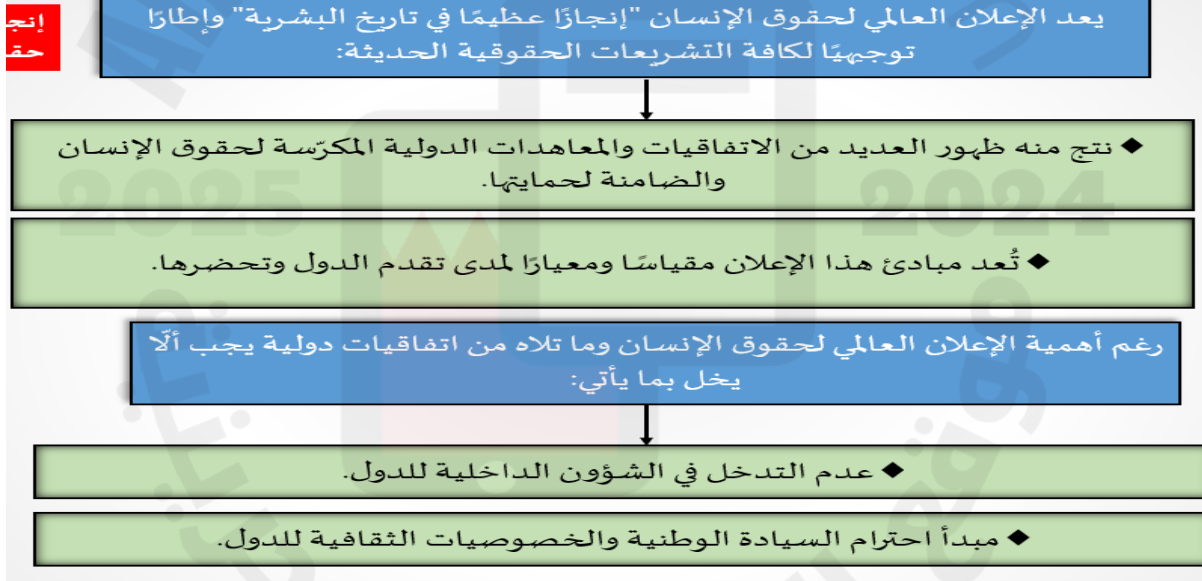 يعد الإعلان العالمي لحقوق الإنسان "إنجازًا عظيمًا في تاريخ البشرية" وإطارًا
توجيهيًا لكافة التشريعات الحقوقية الحديثة:
◆ نتج منه ظهور العديد من الاتفاقيات والمعاهدات الدولية المكرّسة لحقوق الإنسان
والضامنة لحمايتها.
2025
2024
◆ تُعد مبادئ هذا الإعلان مقياسًا ومعيارًا لمدى تقدم الدول وتحضرها.
رغم أهمية الإعلان العالمي لحقوق الإنسان وما تلاه من اتفاقيات دولية يجب ألّا
يخل بما يأتي:
◆ عدم التدخل في الشؤون الداخلية للدول.
◆ مبدأ احترام السيادة الوطنية والخصوصيات الثقافية للدول.